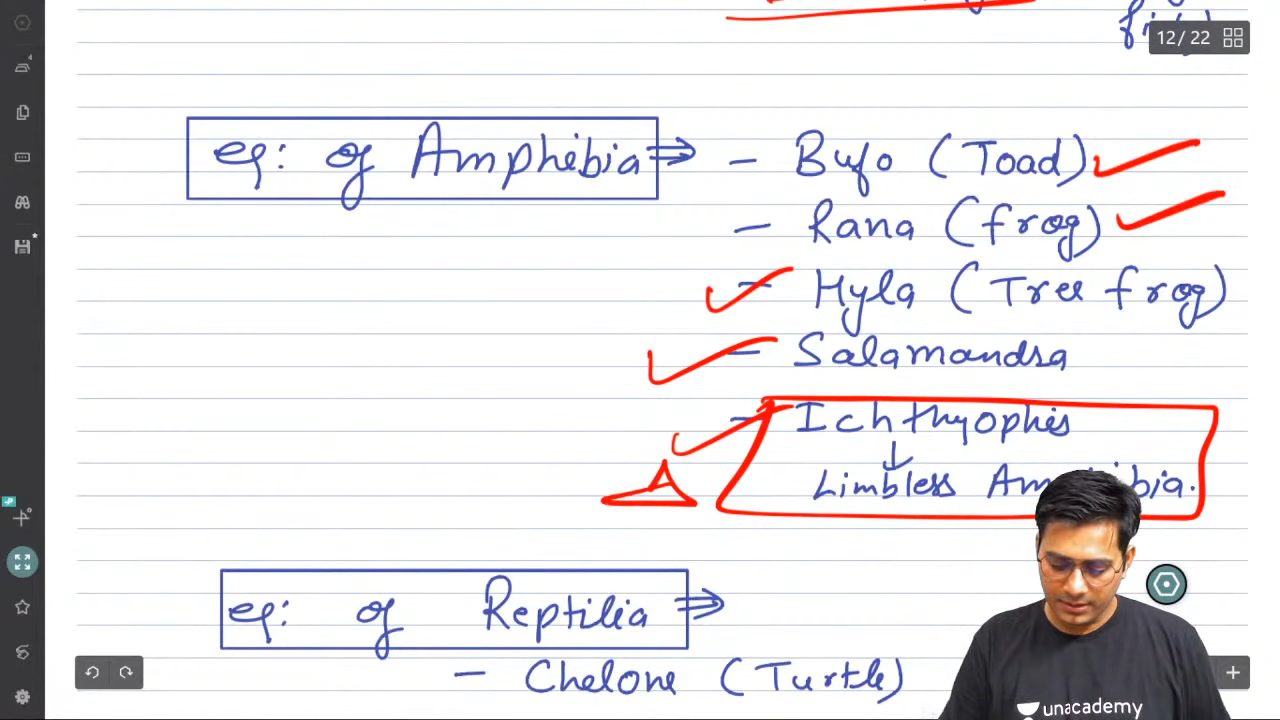 12/ 22
eg: of Amphibia ⇒ - Bufo (Toad)
- Rana (frog)
- Hyla (Tree frog)
- Salamandra
- Ichthyophis
↓
Limbless
eg: of Reptilia ⇒
- Chelone (Turtle)
unacademy